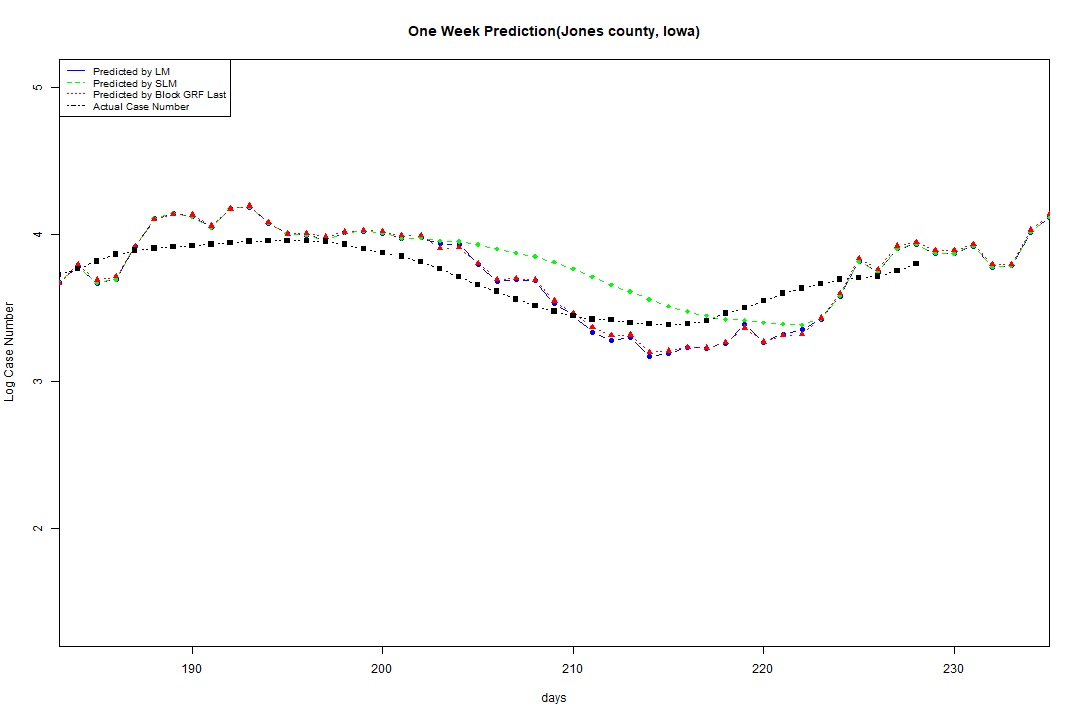 One Week Prediction(Jones county, Iowa)
Predicted by LM
Predicted by SLM
Predicted by Block GRF Last
Actual Case Number
5
4
3
2
Log Case Number
190 200 210 220 230
days